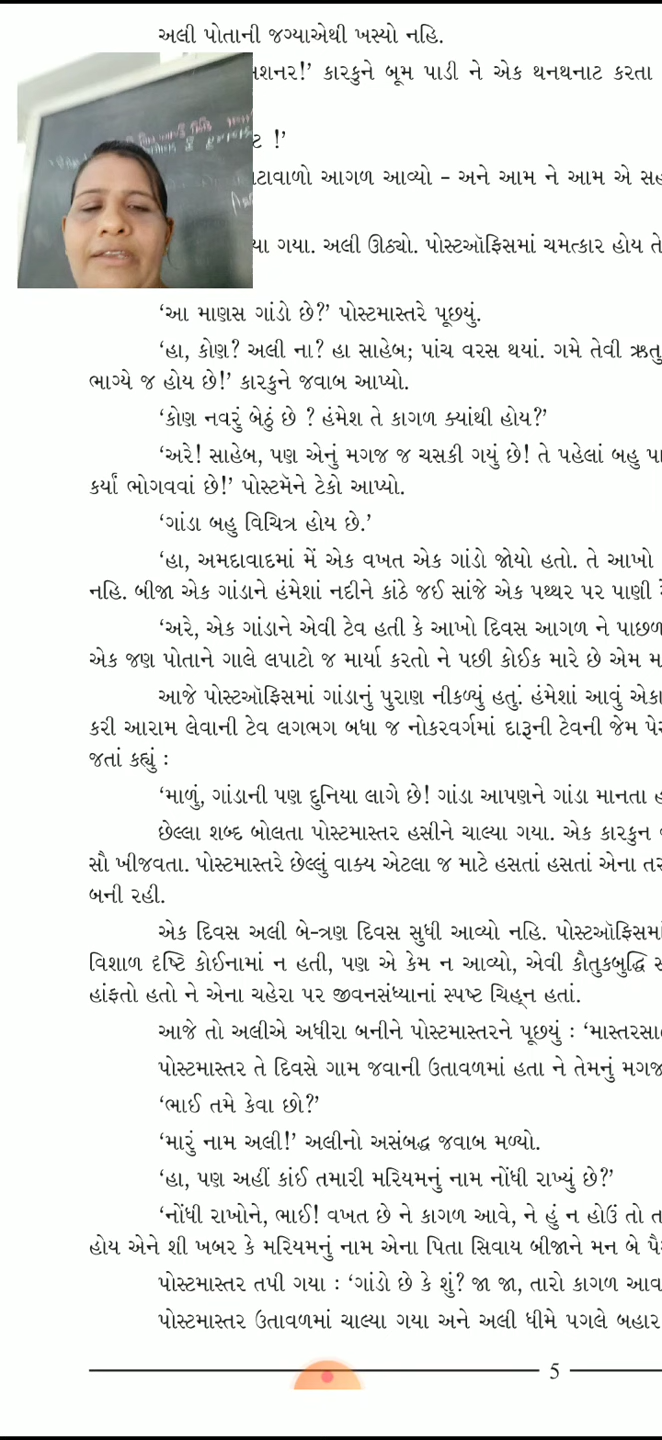 અલી પોતાની જગ્યાએથી ખસ્યો નહિ.
કારકુને બૂમ પાડી ને એક થનથનાટ કરતા
!’
આગળ આવ્યો – અને આમ ને આમ એ
ગયા. અલી ઊઠ્યો. પોસ્ટઑફિસમાં ચમત્કાર હોય
‘આ માણસ ગાંડો છે?’ પોસ્ટમાસ્તરે પૂછયું.
‘હા, કોણ? અલી ના? હા સાહેબ; પાંચ વરસ થયાં. ગમે તેવી ઋતુ
ભાગ્યે જ હોય છે!’ કારકુને જવાબ આપ્યો.
‘કોણ નવરું બેઠું છે ? હંમેશ તે કાગળ ક્યાંથી હોય?’
‘અરે! સાહેબ, પણ એનું મગજ જ ચસકી ગયું છે! તે પહેલાં બહુ
કર્યાં ભોગવવાં છે!’ પોસ્ટમૅને ટેકો આપ્યો.
‘ગાંડા બહુ વિચિત્ર હોય છે.’
‘હા, અમદાવાદમાં મેં એક વખત એક ગાંડો જોયો હતો. તે આખો
નહિ. બીજા એક ગાંડાને હંમેશાં નદીને કાંઠે જઈ સાંજે એક પથ્થર પર પાણી
‘અરે, એક ગાંડાને એવી ટેવ હતી કે આખો દિવસ આગળ ને પાછળ
એક જણ પોતાને ગાલે લપાટો જ માર્યા કરતો ને પછી કોઈક મારે છે એમ
આજે પોસ્ટઑફિસમાં ગાંડાનું પુરાણ નીકળ્યું હતું. હંમેશાં આવું
કરી આરામ લેવાની ટેવ લગભગ બધા જ નોકરવર્ગમાં દારૂની ટેવની જેમ
જતાં કહ્યું :
‘માળું, ગાંડાની પણ દુનિયા લાગે છે! ગાંડા આપણને ગાંડા માનતા
છેલ્લા શબ્દ બોલતા પોસ્ટમાસ્તર હસીને ચાલ્યા ગયા. એક કારકુન
સૌ ખીજવતા. પોસ્ટમાસ્તરે છેલ્લું વાક્ય એટલા જ માટે હસતાં હસતાં એના
બની રહી.
એક દિવસ અલી બે-ત્રણ દિવસ સુધી આવ્યો નહિ. પોસ્ટઑફિસમાં
વિશાળ દૃષ્ટિ કોઈનામાં ન હતી, પણ એ કેમ ન આવ્યો, એવી કૌતુકબુદ્ધિ
હાંફતો હતો ને એના ચહેરા પર જીવનસંધ્યાનાં સ્પષ્ટ ચિહ્ન હતાં.
આજે તો અલીએ અધીરા બનીને પોસ્ટમાસ્તરને પૂછયું :
પોસ્ટમાસ્તર તે દિવસે ગામ જવાની ઉતાવળમાં હતા ને તેમનું મગજ
‘ભાઈ તમે કેવા છો?’
‘મારું નામ અલી!’ અલીનો અસંબદ્ધ જવાબ મળ્યો.
‘હા, પણ અહીં કાંઈ તમારી મરિયમનું નામ નોંધી રાખ્યું છે?’
‘નોંધી રાખોને, ભાઈ! વખત છે ને કાગળ આવે, ને હું ન હોઉં તો
હોય એને શી ખબર કે મરિયમનું નામ એના પિતા સિવાય બીજાને મન બે
પોસ્ટમાસ્તર તપી ગયા : ‘ગાંડો છે કે શું? જા જા, તારો કાગળ
પોસ્ટમાસ્તર ઉતાવળમાં ચાલ્યા ગયા અને અલી ધીમે પગલે બહાર
5